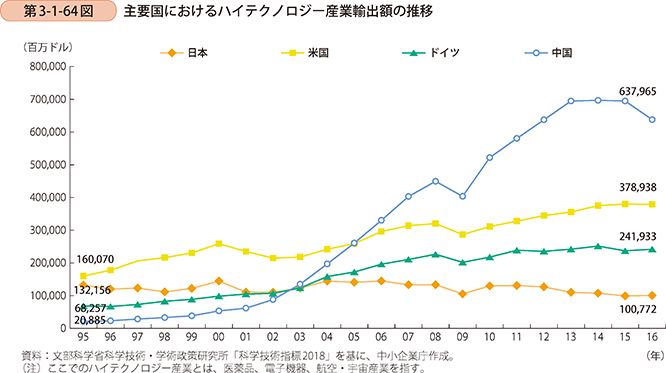 第3-1-64図 主要国におけるハイテクノロジー産業輸出額の推移
(百万ドル)
日本 米国 ドイツ 中国
800,000
700,000
600,000
500,000
400,000
300,000
200,000
100,000
0
637,965
378,938
241,933
100,772
160,070
132,156
68,257
20,885
95 96 97 98 99 00 01 02 03 04 05 06 07 08 09 10 11 12 13 14 15 16 (年)
資料:文部科学省科学技術・学術政策研究所「科学技術指標2018」を基に、中小企業庁作成。
(注)ここでのハイテクノロジー産業とは、医薬品、電子機器、航空・宇宙産業を指す。